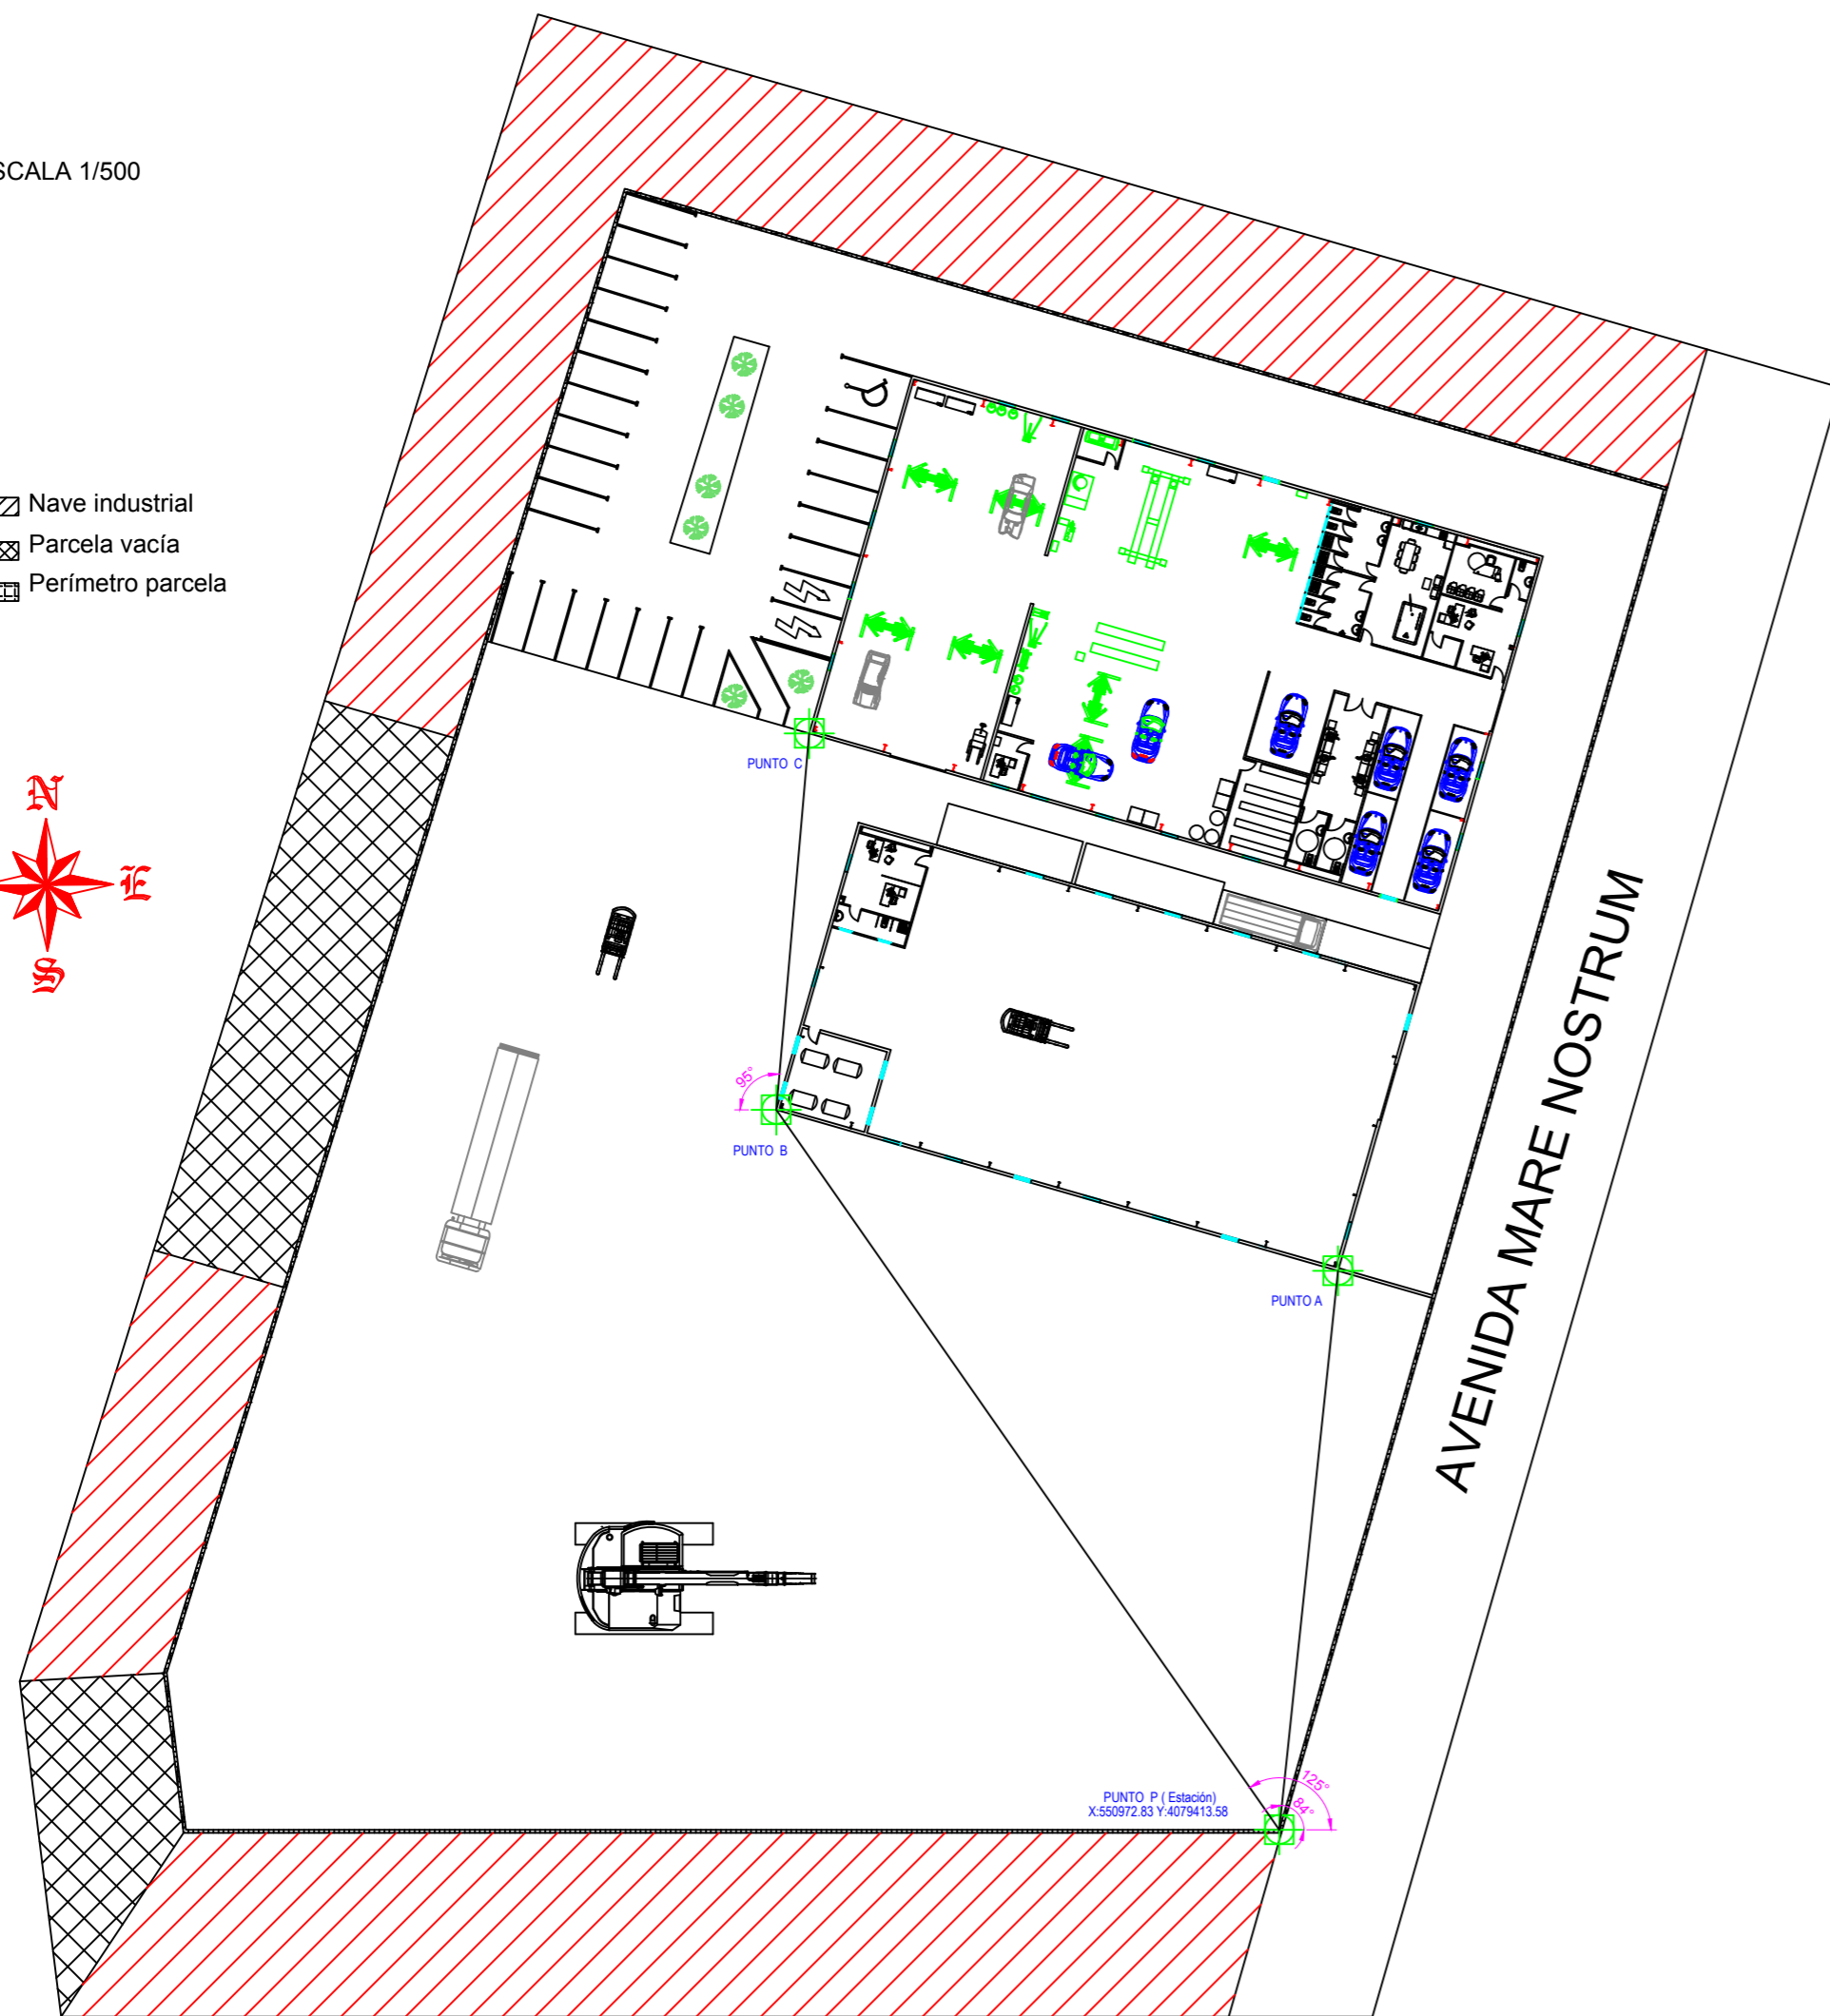 SCALA 1/500
Nave industrial
Parcela vacía
Perímetro parcela
N
E
S
PUNTO C
95°
PUNTO B
PUNTO A
AVENIDA MARE NOSTRUM
PUNTO P ( Estación)
X:550972.83 Y:4079413.58
125°
84°